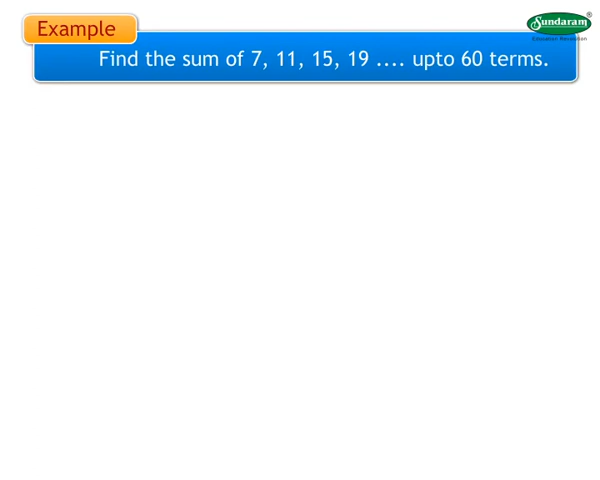 Example
Sundaram®
Find the sum of 7, 11, 15, 19 .... upto 60 terms.